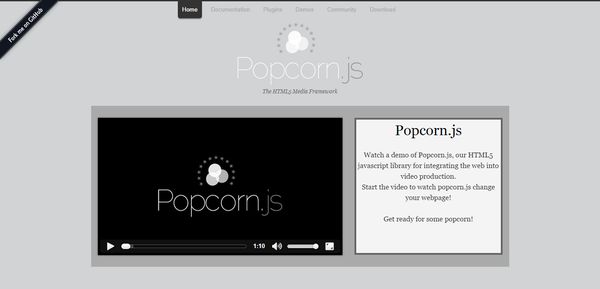 Fork me on GitHub
Home Documentation Plugins Demos Community Download
Popcorn.js
The HTML5 Media Framework
Popcorn.js
1:10
Popcorn.js
Watch a demo of Popcorn.js, our HTML5
javascript library for integrating the web into
video production.
Start the video to watch popcorn.js change
your webpage!
Get ready for some popcorn!